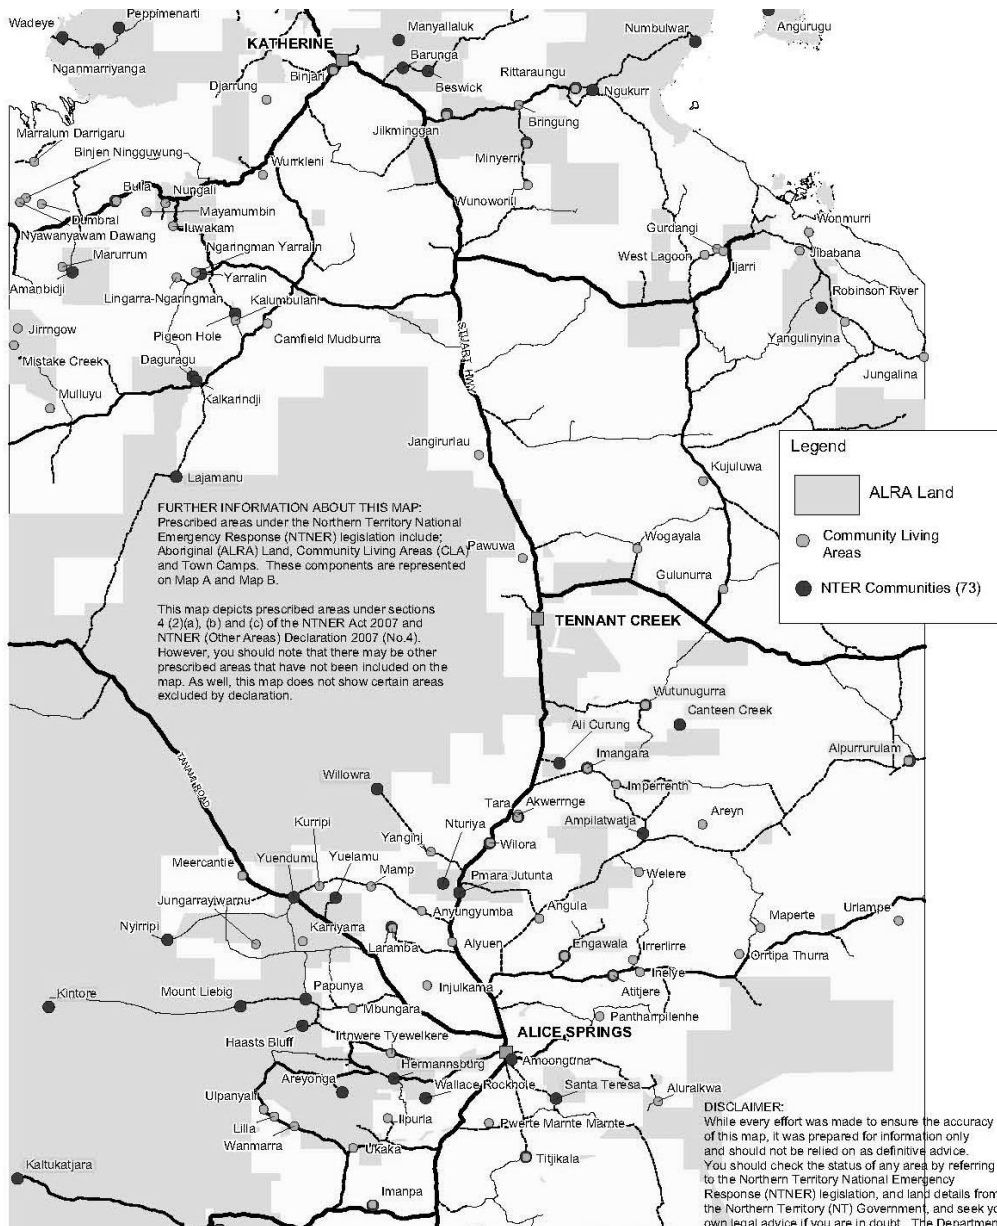 Wadeye
Peppimenarti
Nganmarriyanga
KATHERINE
Manyallaluk
Numbulwar
Angurugu
Binjari
Barunga
Beswick
Djarrung
Rittaraungu
Ngukurr
Jilkminggan
Bringung
Marralum Darrigaru
Binjen Ningguwung
Minyerri
Wurrkleni
Bulla
Nungali
Wunoworil
Dumbral
Mayamumbin
Nyawanyawam Dawang
Wonmurri
Gurdangi
Marurrum
Ngaringman Yarralin
West Lagoon
Ijarri
Jibabana
Amanbidji
Yarralin
Lingarra-Ngaringman
Kalumbulani
Robinson River
Jirrngow
Pigeon Hole
Camfield Mudburra
STUART HWY
Yangulinyina
Mistake Creek
Daguragu
Jungalina
Mulluyu
Kalkarindji
Jangirurlau
Legend
ALRA Land
Community Living
Areas
NTER Communities (73)
Lajamanu
Kujuluwa
FURTHER INFORMATION ABOUT THIS MAP:
Prescribed areas under the Northern Territory National
Emergency Response (NTNER) legislation include;
Aboriginal (ALRA) Land, Community Living Areas (CLA)
and Town Camps. These components are represented
on Map A and Map B.
This map depicts prescribed areas under sections
4 (2)(a), (b) and (c) of the NTNER Act 2007 and
NTNER (Other Areas) Declaration 2007 (No.4).
However, you should note that there may be other
prescribed areas that have not been included on the
map. As well, this map does not show certain areas
excluded by declaration.
Pawuwa
Wogayala
Gulunurra
TENNANT CREEK
Wutunugurra
Canteen Creek
Ali Curung
Imangara
Alpurrurulam
TANAMI ROAD
Willowra
Imperrenth
Tara
Akwernge
Areyn
Kurripi
Nturiya
Ampilatwatja
Yanginj
Wilora
Meercantie
Yuendumu
Yuelamu
Mamp
Pmara Jutunta
Welere
Jungarrayiwarnu
Anyungyumba
Angula
Maperte
Urlampe
Nyirripi
Karriyarra
Laramba
Alyuen
Engawala
Irrerlirre
Orrtipa Thurra
Inelye
Kintore
Mount Liebig
Papunya
Injulkama
Atitjere
Mbungara
Pantharrpilenhe
Haasts Bluff
Irtnwere Tyewelkere
ALICE SPRINGS
Hermannsburg
Amoonguna
Areyonga
Wallace Rockhole
Santa Teresa
Aluralkwa
Ulpanyali
Lilla
Ilpurla
Pwerte Marnte Marnte
Wanmarra
Ukaka
Titjikala
Kaltukatjara
Imanpa
DISCLAIMER:
While every effort was made to ensure the accuracy
of this map, it was prepared for information only
and should not be relied on as definitive advice.
You should check the status of any area by referring
to the Northern Territory National Emergency
Response (NTNER) legislation, and land details from
the Northern Territory (NT) Government, and seek yo
own legal advice if you are in doubt. The Departmen